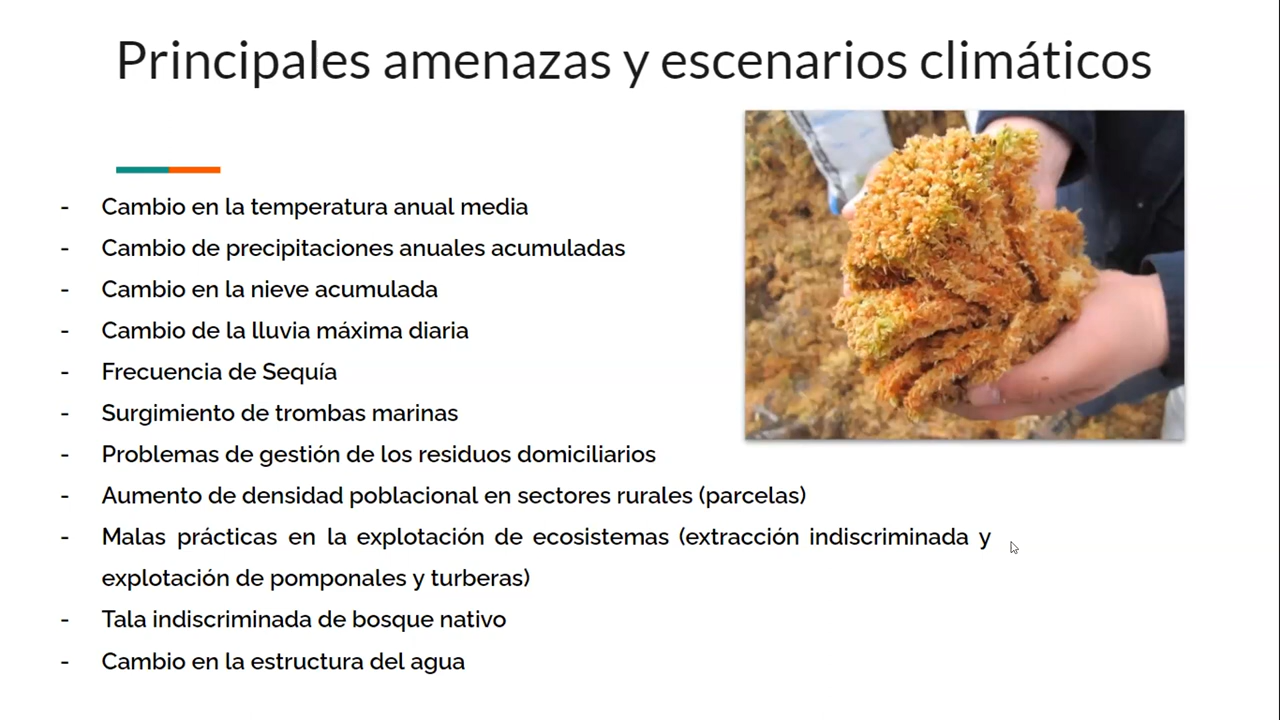 Principales amenazas y escenarios climáticos
- Cambio en la temperatura anual media
- Cambio de precipitaciones anuales acumuladas
- Cambio en la nieve acumulada
- Cambio de la lluvia máxima diaria
- Frecuencia de Sequía
- Surgimiento de trombas marinas
- Problemas de gestión de los residuos domiciliarios
- Aumento de densidad poblacional en sectores rurales (parcelas)
- Malas prácticas en la explotación de ecosistemas (extracción indiscriminada y
explotación de pomponales y turberas)
- Tala indiscriminada de bosque nativo
- Cambio en la estructura del agua